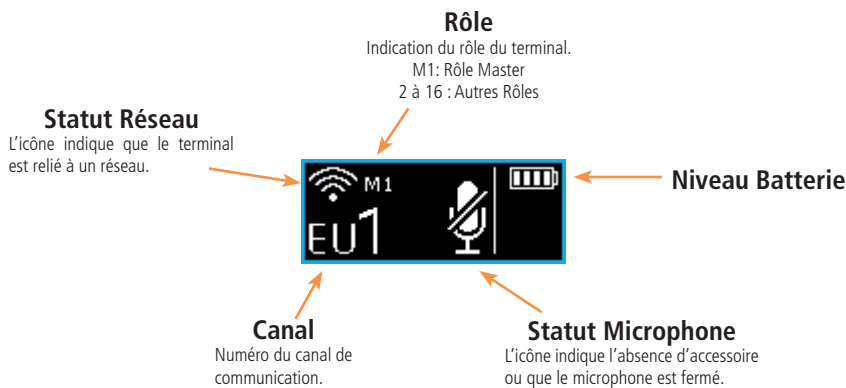 Rôle
Indication du rôle du terminal.
M1: Rôle Master
2 à 16 : Autres Rôles
Statut Réseau
L'icône indique que le terminal
est relié à un réseau.
M1
EU1
Niveau Batterie
Canal
Numéro du canal de
communication.
Statut Microphone
L'icône indique l'absence d'accessoire
ou que le microphone est fermé.